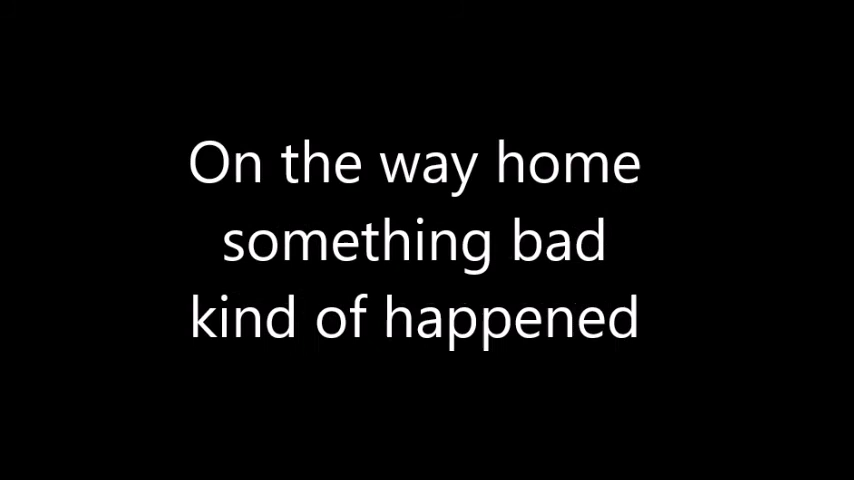 On the way home
something bad
kind of happened